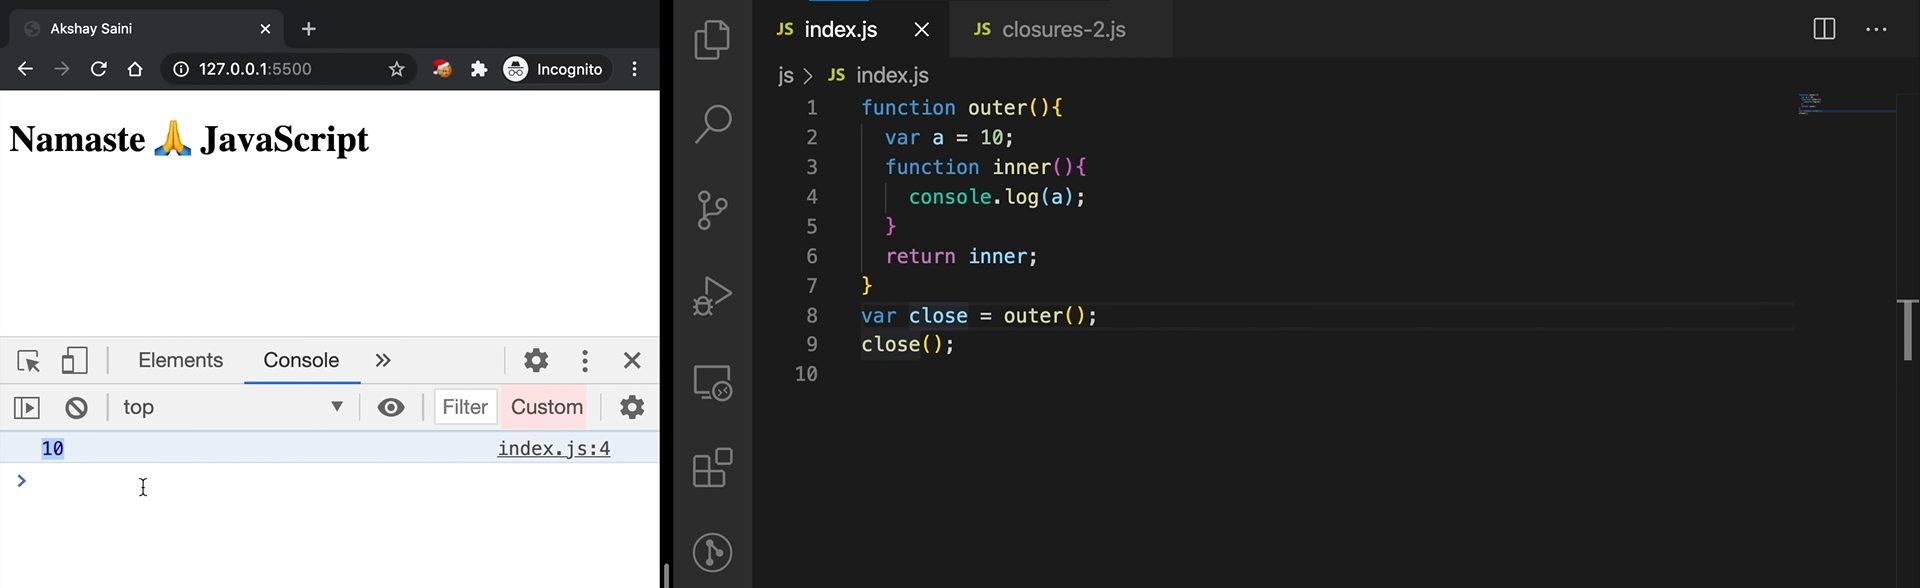 Akshay Saini
127.0.0.1:5500
Incognito
Namaste 🙏 JavaScript
Elements Console
top Filter Custom
10 index.js:4
JS index.js JS closures-2.js
js > JS index.js
1 function outer(){
2   var a = 10;
3   function inner(){
4     console.log(a);
5   }
6   return inner;
7 }
8 var close = outer();
9 close();
10